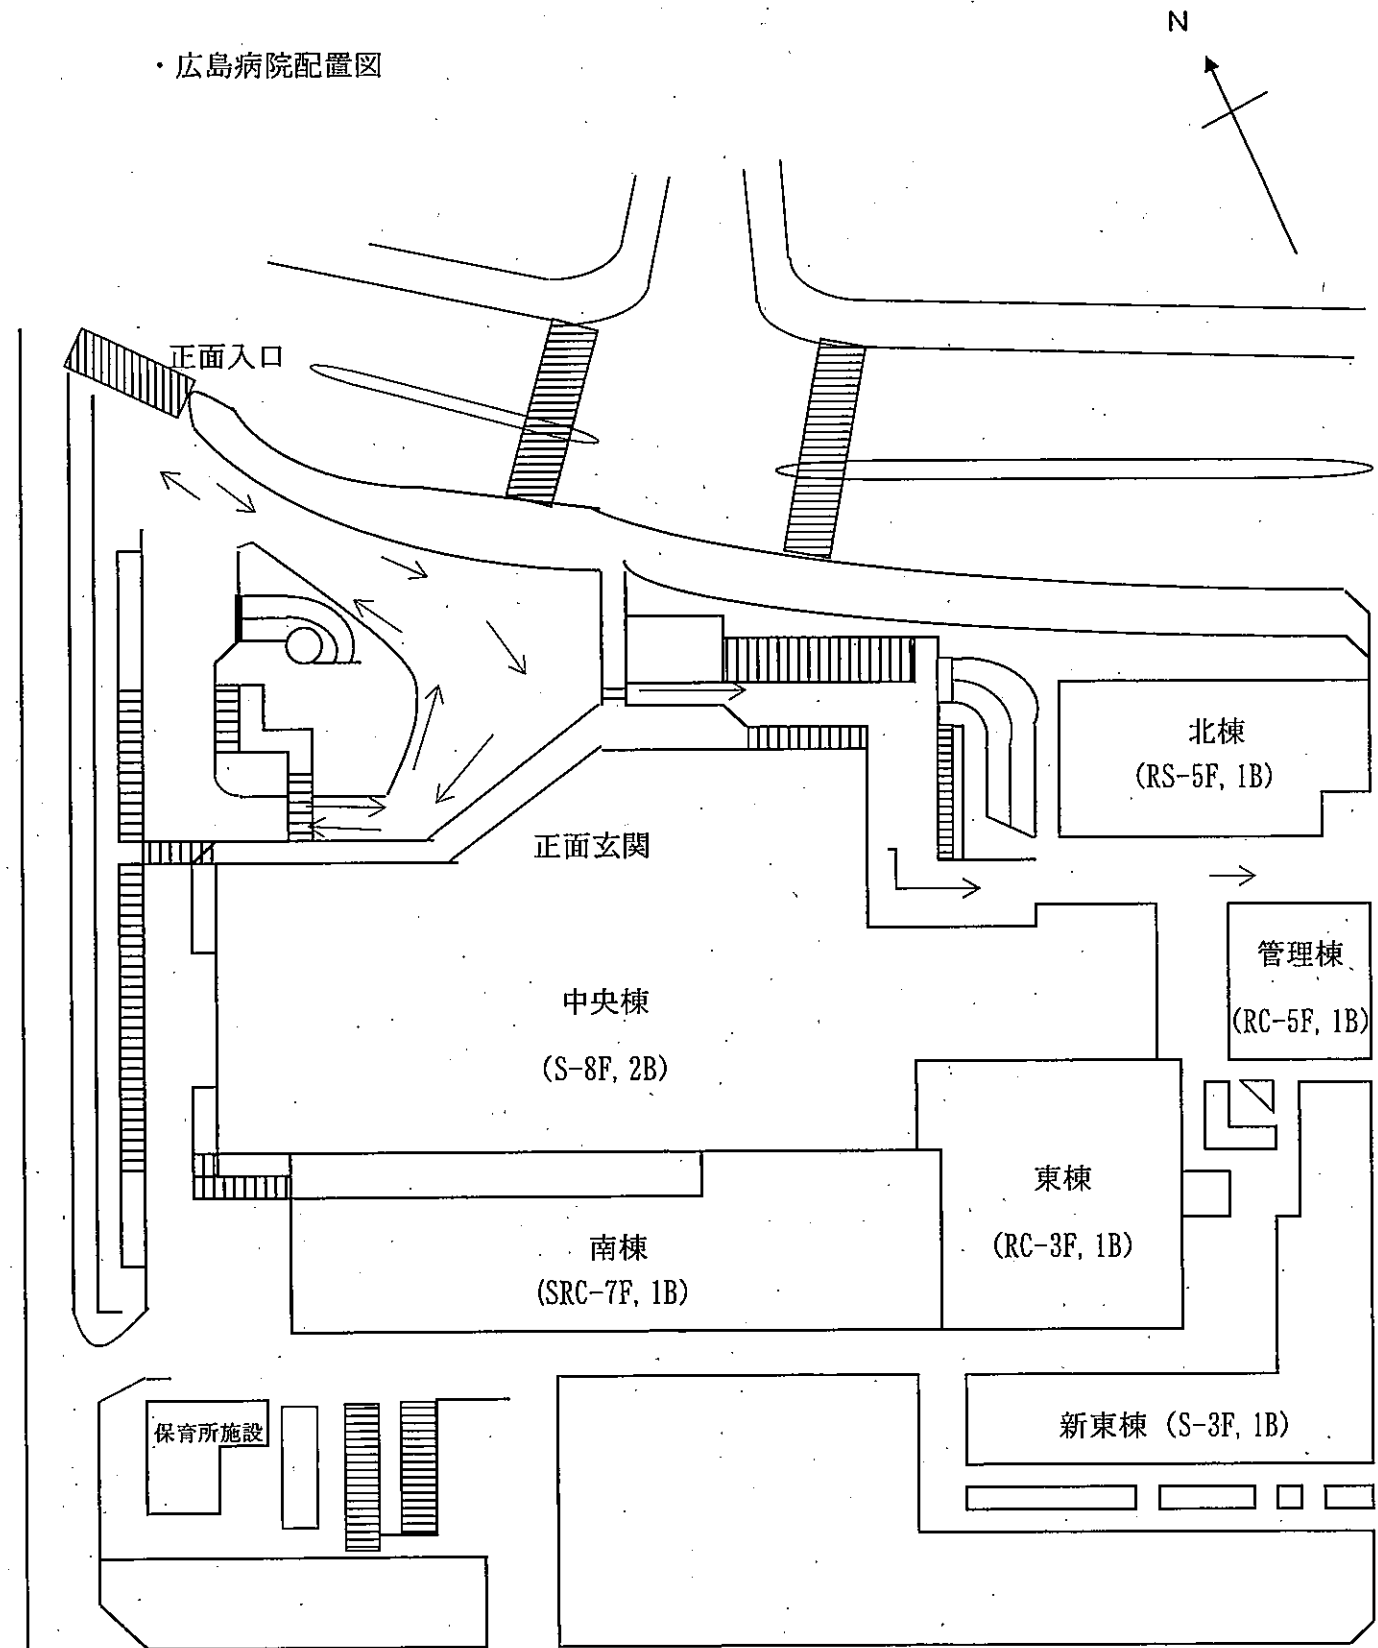 N
・広島病院配置図
正面入口
北棟
(RS-5F, 1B)
正面玄関
管理棟
(RC-5F, 1B)
中央棟
(S-8F, 2B)
東棟
(RC-3F, 1B)
南棟
(SRC-7F, 1B)
新東棟 (S-3F, 1B)
保育所施設